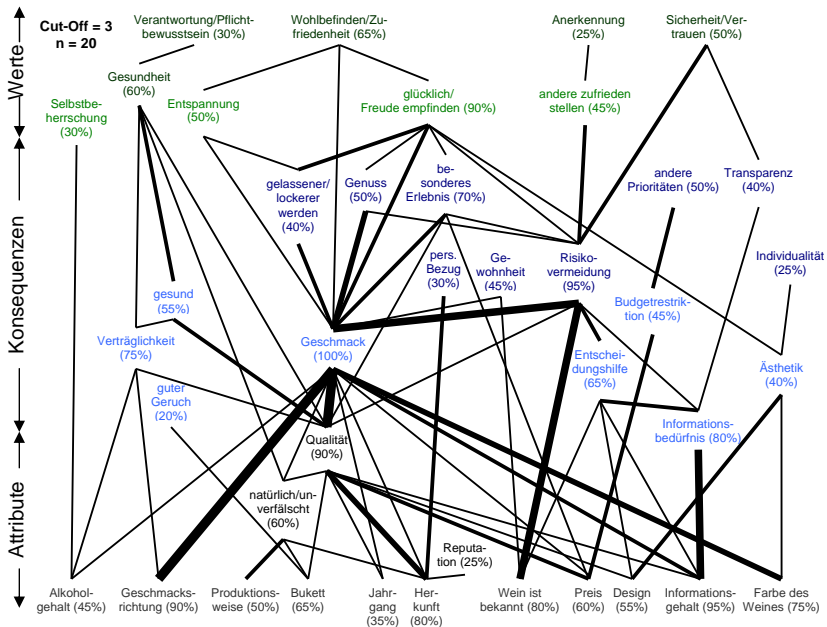 Cut-Off = 3
n = 20
Werte
Konsequenzen
Attribute
Verantwortung/Pflicht-
bewusstsein (30%)
Wohlbefinden/Zu-
friedenheit (65%)
Anerkennung
(25%)
Sicherheit/Ver-
trauen (50%)
Gesundheit
(60%)
Selbstbe-
herrschung
(30%)
Entspannung
(50%)
glücklich/
Freude empfinden (90%)
andere zufrieden
stellen (45%)
gelassener/
lockerer
werden
(40%)
Genuss
(50%)
be-
sonderes
Erlebnis (70%)
andere
Prioritäten (50%)
Transparenz
(40%)
pers.
Bezug
(30%)
Ge-
wohnheit
(45%)
Risiko-
vermeidung
(95%)
Individualität
(25%)
gesund
(55%)
Budgetrestrik-
tion (45%)
Verträglichkeit
(75%)
Geschmack
(100%)
Entschei-
dungshilfe
(65%)
Ästhetik
(40%)
guter
Geruch
(20%)
Informations-
bedürfnis (80%)
Qualität
(90%)
natürlich/un-
verfälscht
(60%)
Reputa-
tion (25%)
Alkohol-
gehalt (45%)
Geschmacks-
richtung (90%)
Produktions-
weise (50%)
Bukett
(65%)
Jahr-
gang
(35%)
Her-
kunft
(80%)
Wein ist
bekannt (80%)
Preis
(60%)
Design
(55%)
Informations-
gehalt (95%)
Farbe des
Weines (75%)